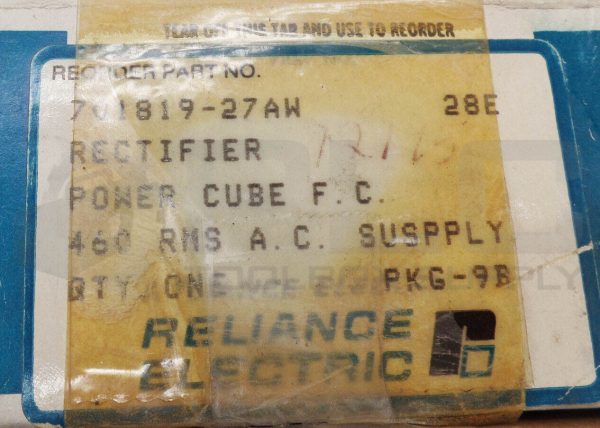 TEAR OFF THIS TAB AND USE TO REORDER
REORDER PART NO.
701819-27AW 28E
RECTIFIER
POWER CUBE F.C.
460 RMS A.C. SUSPPLY
QTY. ONE PKG-9B
RELIANCE
ELECTRIC